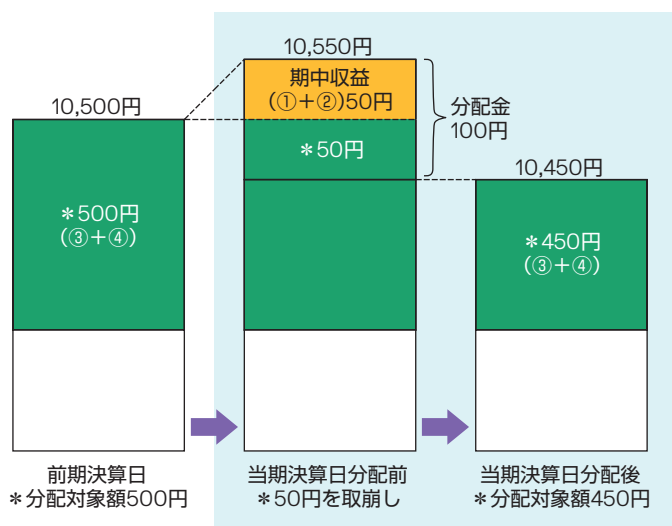 10,500円
＊500円
(③＋④)
前期決算日
＊分配対象額500円
10,550円
期中収益
(①＋②)50円
＊50円
分配金
100円
当期決算日分配前
＊50円を取崩し
10,450円
＊450円
(③＋④)
当期決算日分配後
＊分配対象額450円